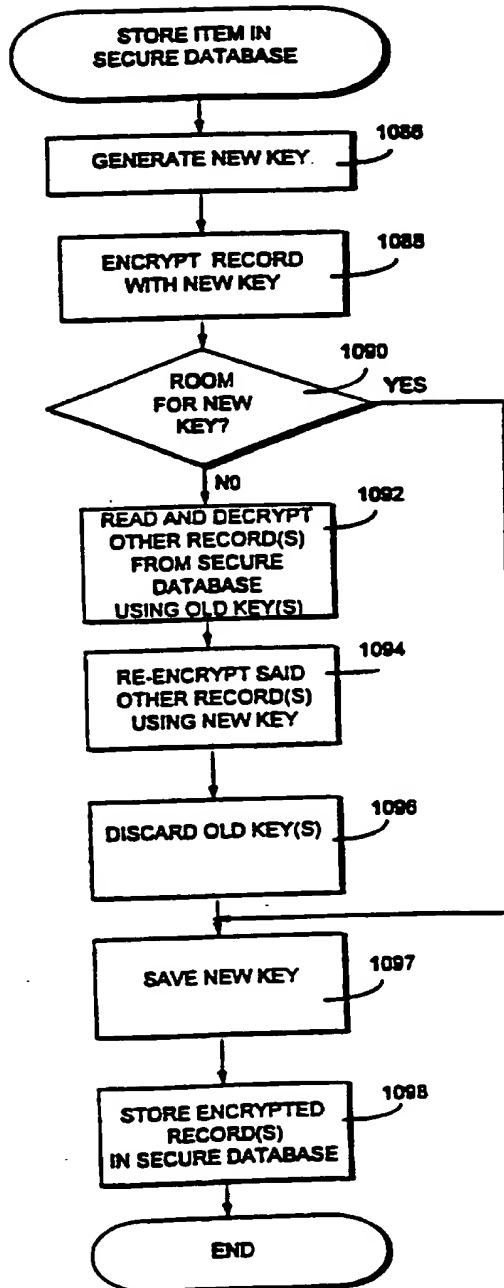 STORE ITEM IN
SECURE DATABASE
1086
GENERATE NEW KEY
1088
ENCRYPT RECORD
WITH NEW KEY
1090
ROOM
FOR NEW
KEY?
YES
NO
1092
READ AND DECRYPT
OTHER RECORD(S)
FROM SECURE
DATABASE
USING OLD KEY(S)
1094
RE-ENCRYPT SAID
OTHER RECORD(S)
USING NEW KEY
1096
DISCARD OLD KEY(S)
1097
SAVE NEW KEY
1098
STORE ENCRYPTED
RECORD(S)
IN SECURE DATABASE
END